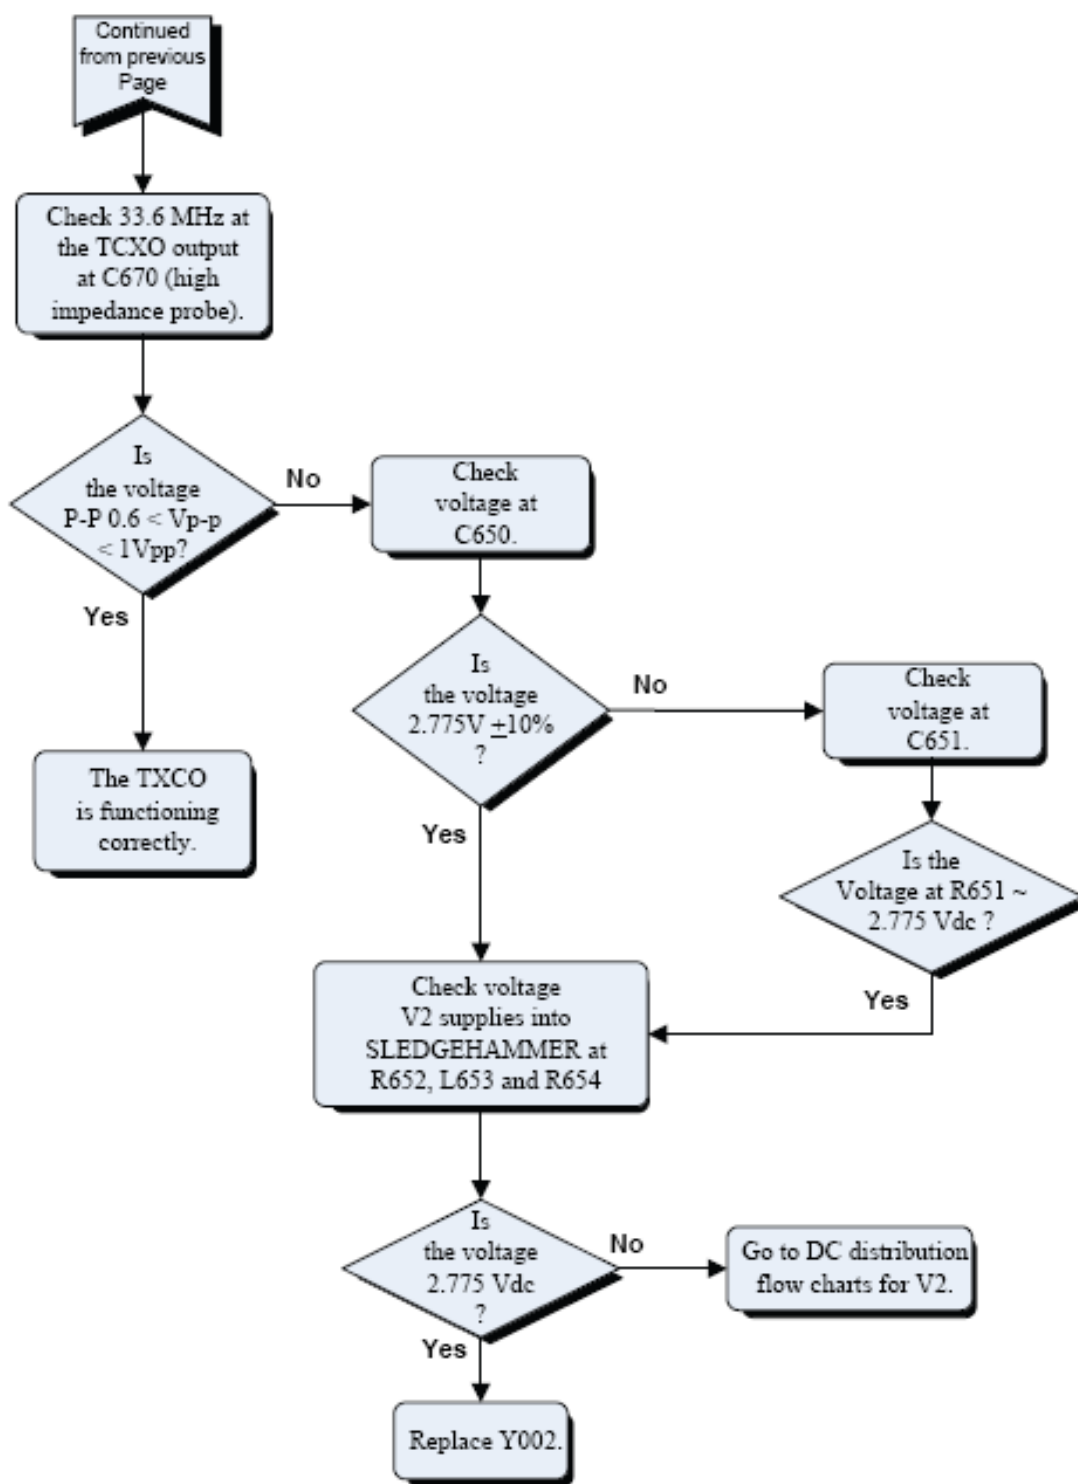 Continued
from previous
Page
Check 33.6 MHz at
the TCXO output
at C670 (high
impedance probe).
Is
the voltage
P-P 0.6 < Vp-p
< 1Vpp?
No
Yes
The TXCO
is functioning
correctly.
Check
voltage at
C650.
Is
the voltage
2.775V ±10%
?
No
Yes
Check
voltage at
C651.
Is the
Voltage at R651 ~
2.775 Vdc ?
Yes
Check voltage
V2 supplies into
SLEDGEHAMMER at
R652, L653 and R654
Is
the voltage
2.775 Vdc
?
No
Go to DC distribution
flow charts for V2.
Yes
Replace Y002.